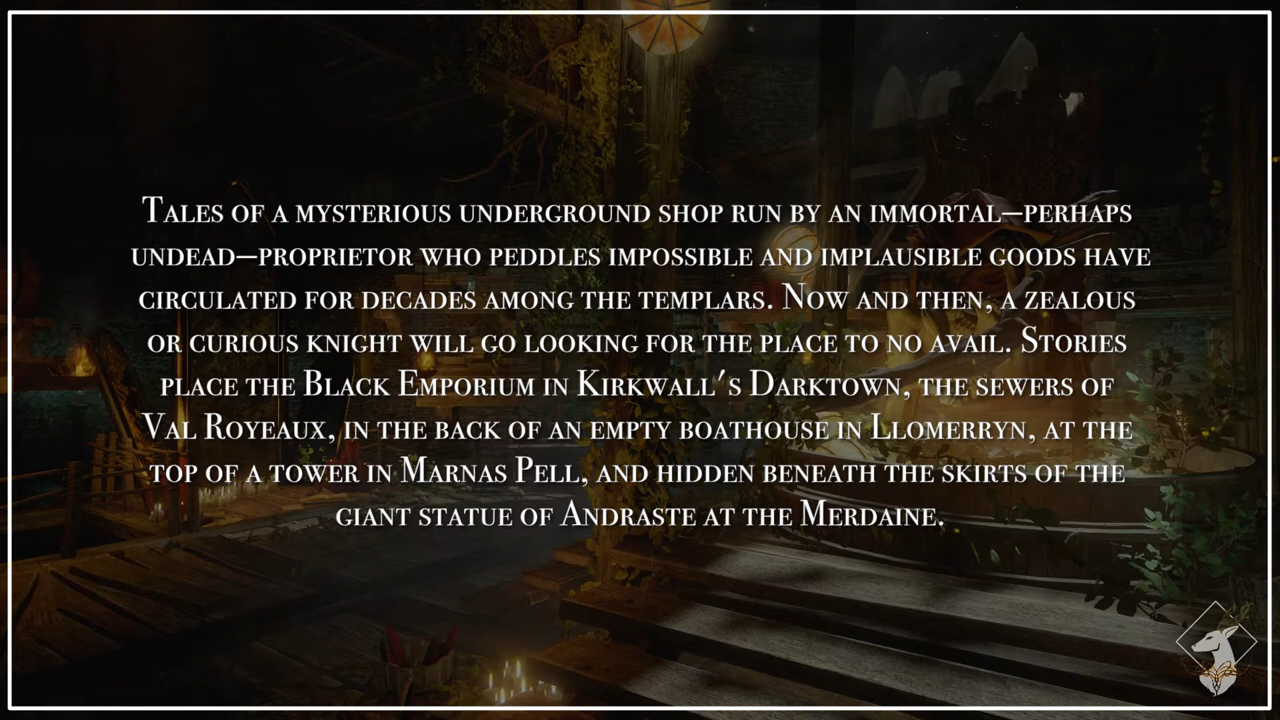 Tales of a mysterious underground shop run by an immortal—perhaps
undead—proprietor who peddles impossible and implausible goods have
circulated for decades among the templars. Now and then, a zealous
or curious knight will go looking for the place to no avail. Stories
place the Black Emporium in Kirkwall's Darktown, the sewers of
Val Royeaux, in the back of an empty boathouse in Llomerryn, at the
top of a tower in Marnas Pell, and hidden beneath the skirts of the
giant statue of Andraste at the Merdaine.